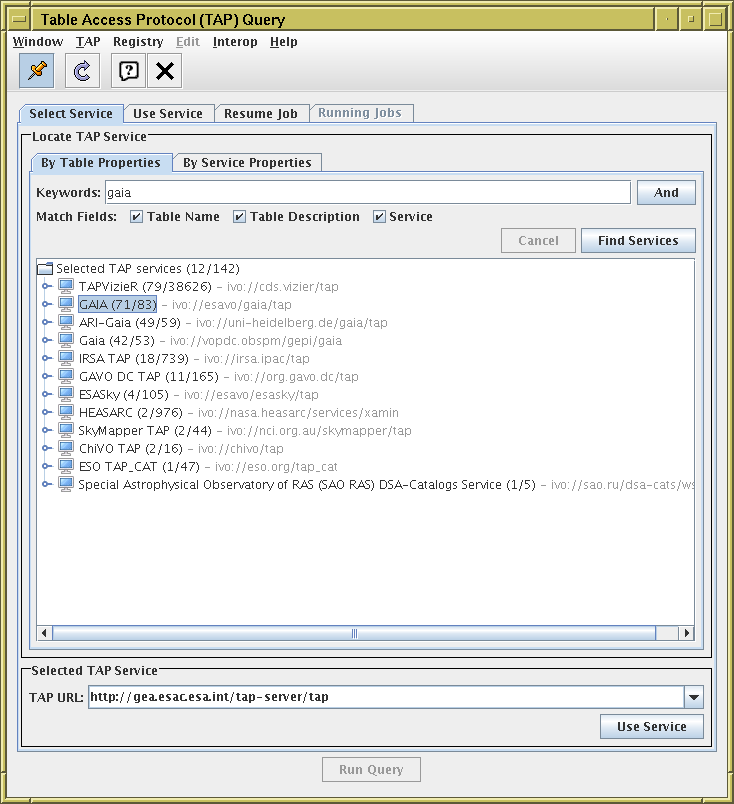 Table Access Protocol (TAP) Query
Window TAP Registry Edit Interop Help
Select Service Use Service Resume Job Running Jobs
Locate TAP Service
By Table Properties By Service Properties
Keywords: gaia And
Match Fields: Table Name Table Description Service
Cancel Find Services
Selected TAP services (12/142)
TAPVizieR (79/38626) - ivo://cds.vizier/tap
GAIA (71/83) - ivo://esavo/gaia/tap
ARI-Gaia (49/59) - ivo://uni-heidelberg.de/gaia/tap
Gaia (42/53) - ivo://vopdc.obspm/gepi/gaia
IRSA TAP (18/739) - ivo://irsa.ipac/tap
GAVO DC TAP (11/165) - ivo://org.gavo.dc/tap
ESASky (4/105) - ivo://esavo/esasky/tap
HEASARC (2/976) - ivo://nasa.heasarc/services/xamin
SkyMapper TAP (2/44) - ivo://nci.org.au/skymapper/tap
ChiVO TAP (2/16) - ivo://chivo/tap
ESO TAP_CAT (1/47) - ivo://eso.org/tap_cat
Special Astrophysical Observatory of RAS (SAO RAS) DSA-Catalogs Service (1/5) - ivo://sao.ru/dsa-cats/ws
Selected TAP Service
TAP URL: http://gea.esac.esa.int/tap-server/tap
Use Service
Run Query